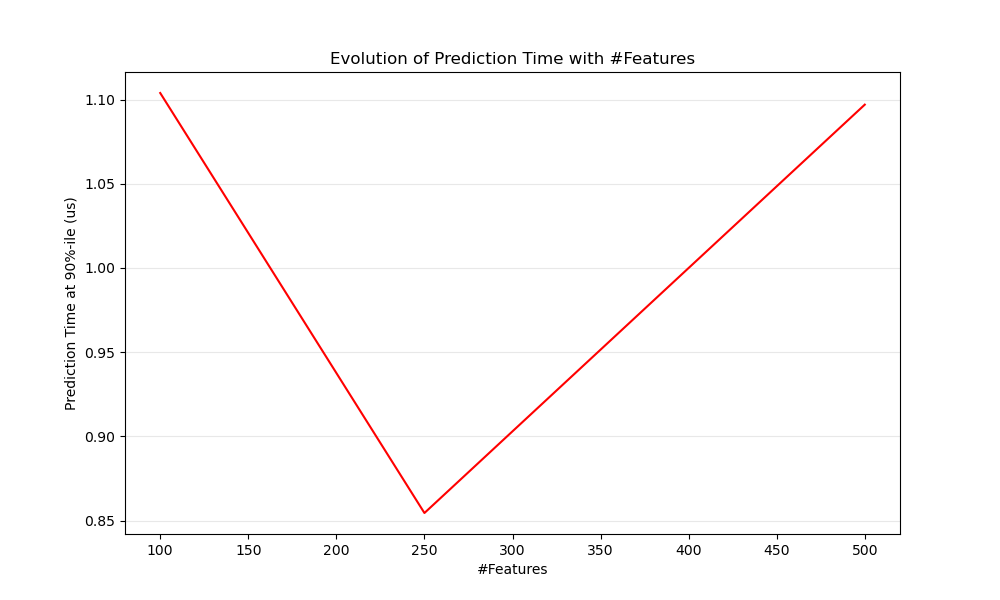 Evolution of Prediction Time with #Features
Prediction Time at 90%-ile (us)
1.10
1.05
1.00
0.95
0.90
0.85
100 150 200 250 300 350 400 450 500
#Features